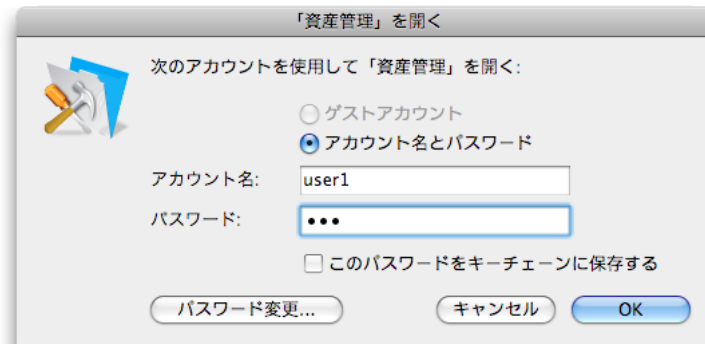 「資産管理」を開く
次のアカウントを使用して「資産管理」を開く:
ゲストアカウント
アカウント名とパスワード
アカウント名: user1
パスワード: •••
このパスワードをキーチェーンに保存する
パスワード変更... キャンセル OK